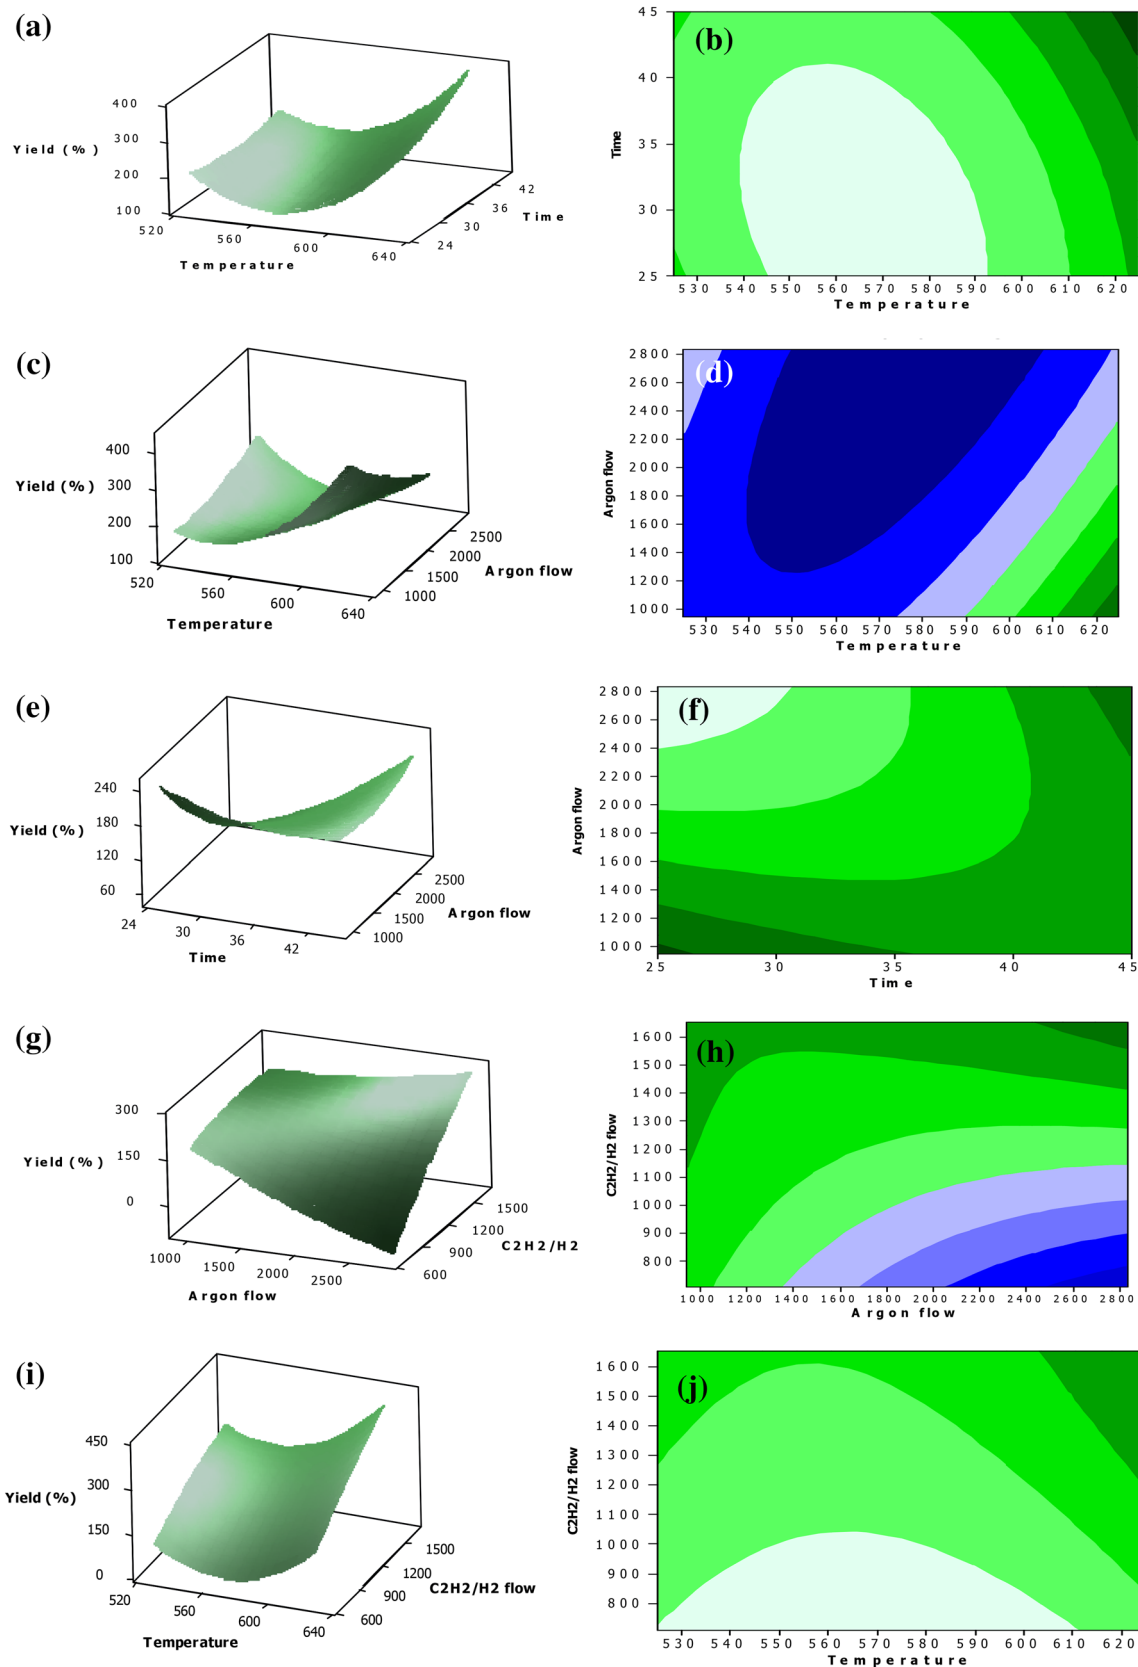 (a)
400
300
Yield (%)
200
100
520
560
600
640
Temperature
24
30
36
42
Time
(b)
45
40
35
30
25
Time
530 540 550 560 570 580 590 600 610 620
Temperature
(c)
400
Yield (%)
300
200
100
520
560
600
640
Temperature
1000
1500
2000
2500
Argon flow
(d)
2800
2600
2400
2200
2000
1800
1600
1400
1200
1000
Argon flow
530 540 550 560 570 580 590 600 610 620
Temperature
(e)
240
180
Yield (%)
120
60
24
30
36
42
Time
1000
1500
2000
2500
Argon flow
(f)
2800
2600
2400
2200
2000
1800
1600
1400
1200
1000
Argon flow
25 30 35 40 45
Time
(g)
300
Yield (%)
150
0
1000
1500
2000
2500
Argon flow
600
900
1200
1500
C2H2/H2
(h)
1600
1500
1400
1300
1200
1100
1000
900
800
C2H2/H2 flow
1000 1200 1400 1600 1800 2000 2200 2400 2600 2800
Argon flow
(i)
450
300
Yield (%)
150
0
520
560
600
640
Temperature
600
900
1200
1500
C2H2/H2 flow
(j)
1600
1500
1400
1300
1200
1100
1000
900
800
C2H2/H2 flow
530 540 550 560 570 580 590 600 610 620
Temperature